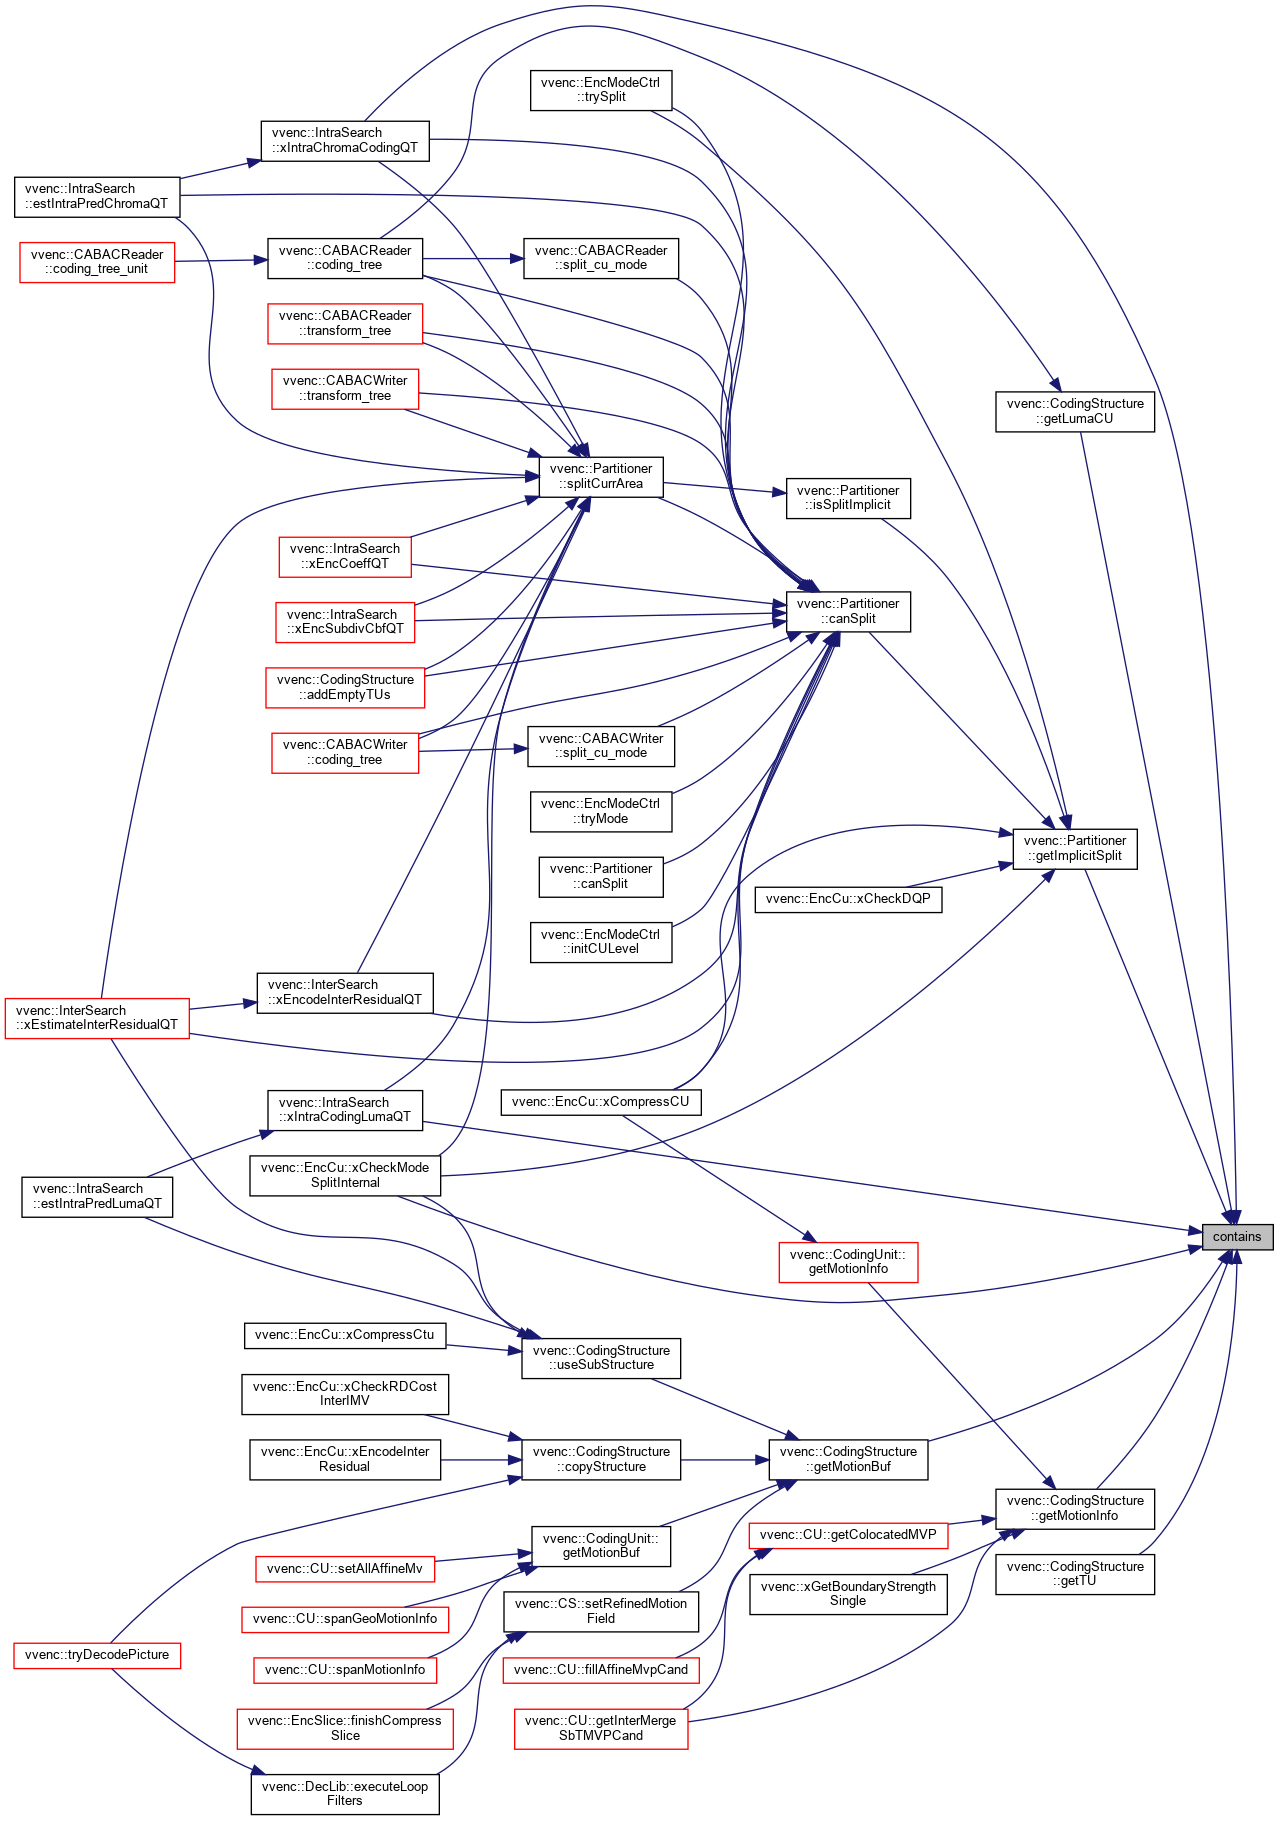 vvenc::EncModeCtrl
::trySplit
vvenc::IntraSearch
::xIntraChromaCodingQT
vvenc::IntraSearch
::estIntraPredChromaQT
vvenc::CABACReader
::coding_tree_unit
vvenc::CABACReader
::coding_tree
vvenc::CABACReader
::split_cu_mode
vvenc::CABACReader
::transform_tree
vvenc::CABACWriter
::transform_tree
vvenc::CodingStructure
::getLumaCU
vvenc::Partitioner
::splitCurrArea
vvenc::Partitioner
::isSplitImplicit
vvenc::IntraSearch
::xEncCoeffQT
vvenc::IntraSearch
::xEncSubdivCbfQT
vvenc::Partitioner
::canSplit
vvenc::CodingStructure
::addEmptyTUs
vvenc::CABACWriter
::coding_tree
vvenc::CABACWriter
::split_cu_mode
vvenc::EncModeCtrl
::tryMode
vvenc::Partitioner
::getImplicitSplit
vvenc::Partitioner
::canSplit
vvenc::EncCu::xCheckDQP
vvenc::EncModeCtrl
::initCULevel
vvenc::InterSearch
::xEncodeInterResidualQT
vvenc::InterSearch
::xEstimateInterResidualQT
vvenc::IntraSearch
::xIntraCodingLumaQT
vvenc::EncCu::xCompressCU
vvenc::EncCu::xCheckMode
SplitInternal
vvenc::IntraSearch
::estIntraPredLumaQT
contains
vvenc::CodingUnit::
getMotionInfo
vvenc::EncCu::xCompressCtu
vvenc::CodingStructure
::useSubStructure
vvenc::EncCu::xCheckRDCost
InterIMV
vvenc::EncCu::xEncodeInter
Residual
vvenc::CodingStructure
::copyStructure
vvenc::CodingStructure
::getMotionBuf
vvenc::CodingStructure
::getMotionInfo
vvenc::CodingUnit::
getMotionBuf
vvenc::CU::getColocatedMVP
vvenc::CU::setAllAffineMv
vvenc::CodingStructure
::getTU
vvenc::xGetBoundaryStrength
Single
vvenc::CU::spanGeoMotionInfo
vvenc::CS::setRefinedMotion
Field
vvenc::tryDecodePicture
vvenc::CU::spanMotionInfo
vvenc::CU::fillAffineMvpCand
vvenc::EncSlice::finishCompress
Slice
vvenc::CU::getInterMerge
SbTMVPCand
vvenc::DecLib::executeLoop
Filters